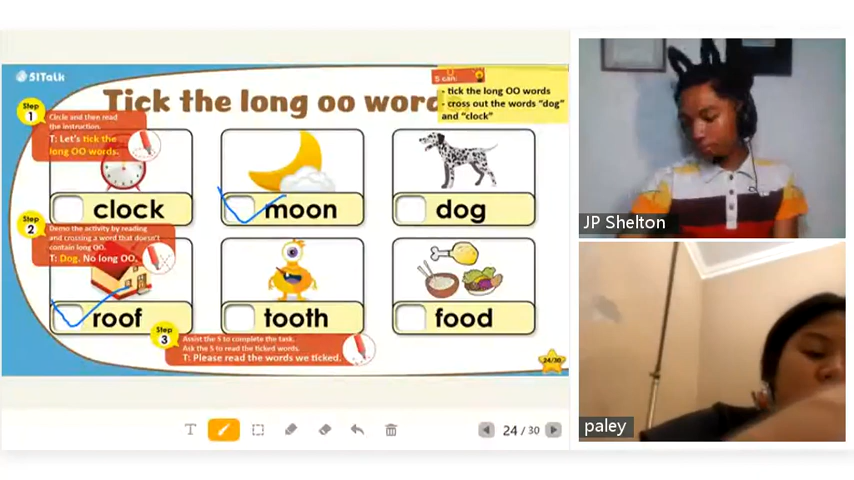 51Talk
Tick the long oo word
S can:
- tick the long OO words
- cross out the words “dog”
and “clock”
Step
1
Circle and then read
the instruction.
T: Let's tick the
long OO words.
clock
moon
dog
Step
2
Demo the activity by reading
and crossing a word that doesn't
contain long OO.
T: Dog. No long OO.
roof
tooth
food
Step
3
Assist the S to complete the task.
Ask the S to read the ticked words.
T: Please read the words we ticked.
24/30
T
24 / 30
JP Shelton
paley